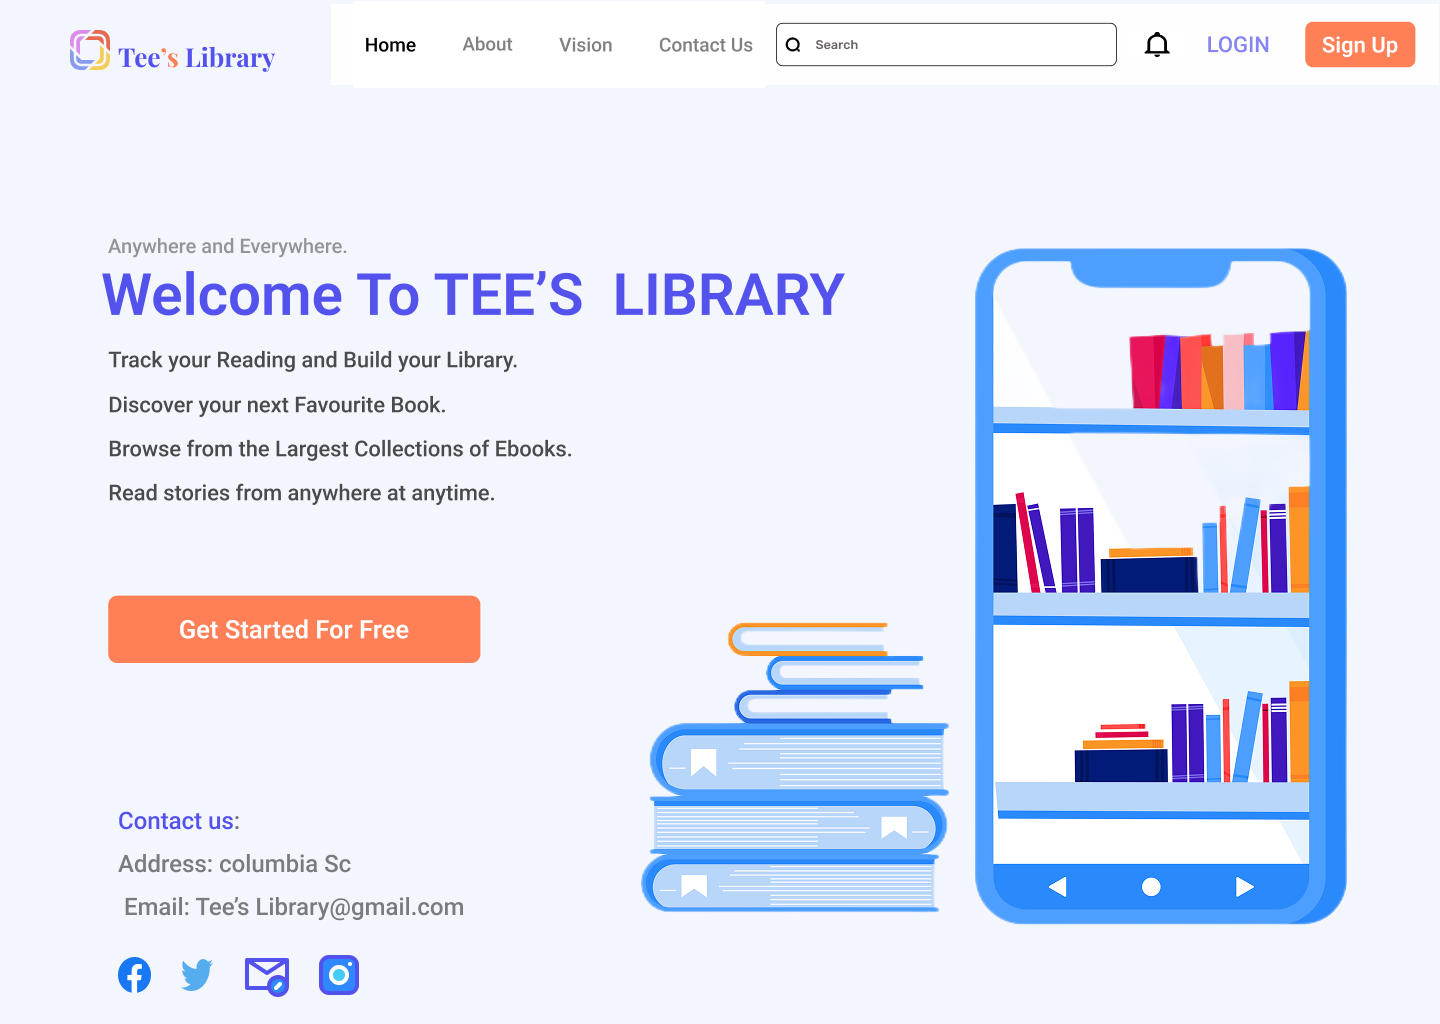 Tee's Library
Home About Vision Contact Us Search LOGIN Sign Up
Anywhere and Everywhere.
Welcome To TEE’S LIBRARY
Track your Reading and Build your Library.
Discover your next Favourite Book.
Browse from the Largest Collections of Ebooks.
Read stories from anywhere at anytime.
Get Started For Free
Contact us:
Address: columbia Sc
Email: Tee’s Library@gmail.com